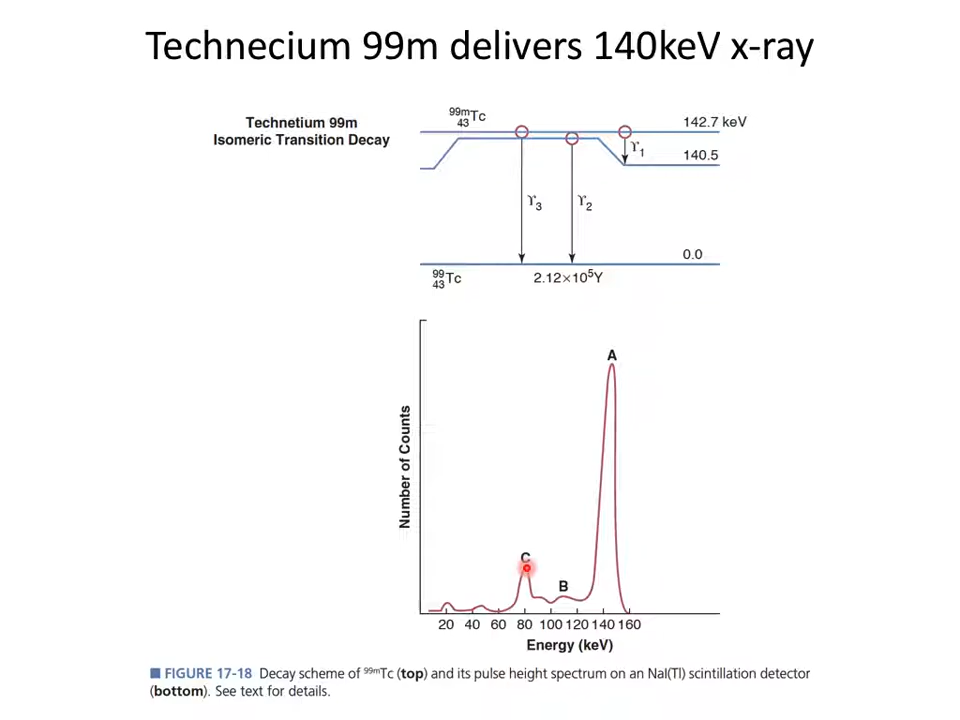 Technecium 99m delivers 140keV x-ray
Technetium 99m
Isomeric Transition Decay
99m
43Tc
142.7 keV
ϒ1
140.5
ϒ3
ϒ2
0.0
99
43Tc
2.12×10⁵Y
A
Number of Counts
C
B
20 40 60 80 100 120 140 160
Energy (keV)
■ FIGURE 17-18 Decay scheme of ⁹⁹ᵐTc (top) and its pulse height spectrum on an NaI(Tl) scintillation detector
(bottom). See text for details.